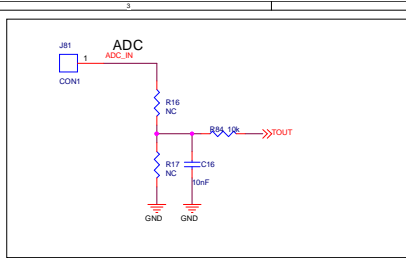 3
J81
ADC
1
ADC_IN
CON1
R16
NC
R84 10k
TOUT
R17
NC
C16
10nF
GND
GND